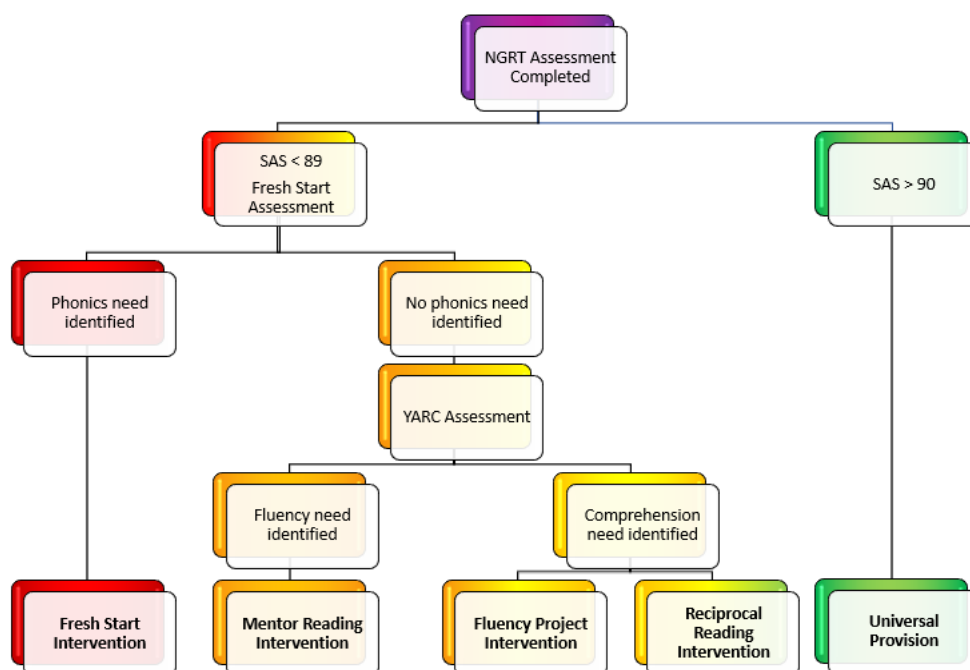 NGRT Assessment
Completed
SAS < 89
Fresh Start
Assessment
SAS > 90
Phonics need
identified
No phonics need
identified
YARC Assessment
Fluency need
identified
Comprehension
need identified
Fresh Start
Intervention
Mentor Reading
Intervention
Fluency Project
Intervention
Reciprocal
Reading
Intervention
Universal
Provision